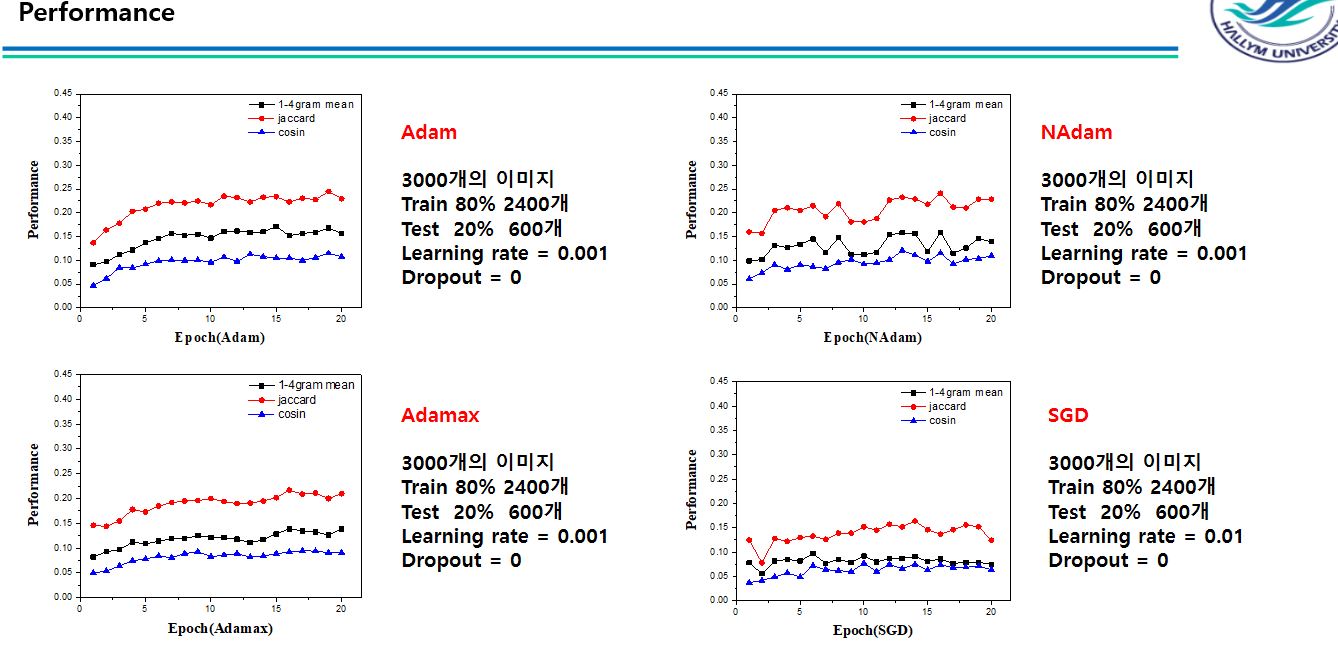 Performance
HALLYM UNIVERSI
0.45
0.40
0.35
0.30
0.25
0.20
0.15
0.10
0.05
0.00
0
5
10
15
20
Performance
Epoch(Adam)
1-4gram mean
jaccard
cosin
Adam
3000개의 이미지
Train 80% 2400개
Test 20% 600개
Learning rate = 0.001
Dropout = 0
0.45
0.40
0.35
0.30
0.25
0.20
0.15
0.10
0.05
0.00
0
5
10
15
20
Performance
Epoch(NAdam)
1-4gram mean
jaccard
cosin
NAdam
3000개의 이미지
Train 80% 2400개
Test 20% 600개
Learning rate = 0.001
Dropout = 0
0.45
0.40
0.35
0.30
0.25
0.20
0.15
0.10
0.05
0.00
0
5
10
15
20
Performance
Epoch(Adamax)
1-4gram mean
jaccard
cosin
Adamax
3000개의 이미지
Train 80% 2400개
Test 20% 600개
Learning rate = 0.001
Dropout = 0
0.45
0.40
0.35
0.30
0.25
0.20
0.15
0.10
0.05
0.00
0
5
10
15
20
Performance
Epoch(SGD)
1-4gram mean
jaccard
cosin
SGD
3000개의 이미지
Train 80% 2400개
Test 20% 600개
Learning rate = 0.01
Dropout = 0